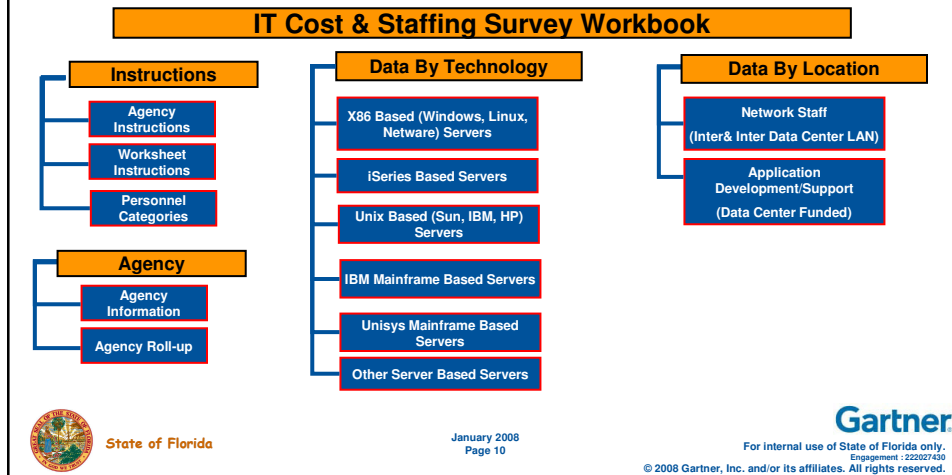 IT Cost & Staffing Survey Workbook
Instructions
Agency
Instructions
Worksheet
Instructions
Personnel
Categories
Agency
Agency
Information
Agency Roll-up
Data By Technology
X86 Based (Windows, Linux,
Netware) Servers
iSeries Based Servers
Unix Based (Sun, IBM, HP)
Servers
IBM Mainframe Based Servers
Unisys Mainframe Based
Servers
Other Server Based Servers
Data By Location
Network Staff
(Inter& Inter Data Center LAN)
Application
Development/Support
(Data Center Funded)
State of Florida
January 2008
Page 10
Gartner
For internal use of State of Florida only.
Engagement : 222027430
© 2008 Gartner, Inc. and/or its affiliates. All rights reserved.